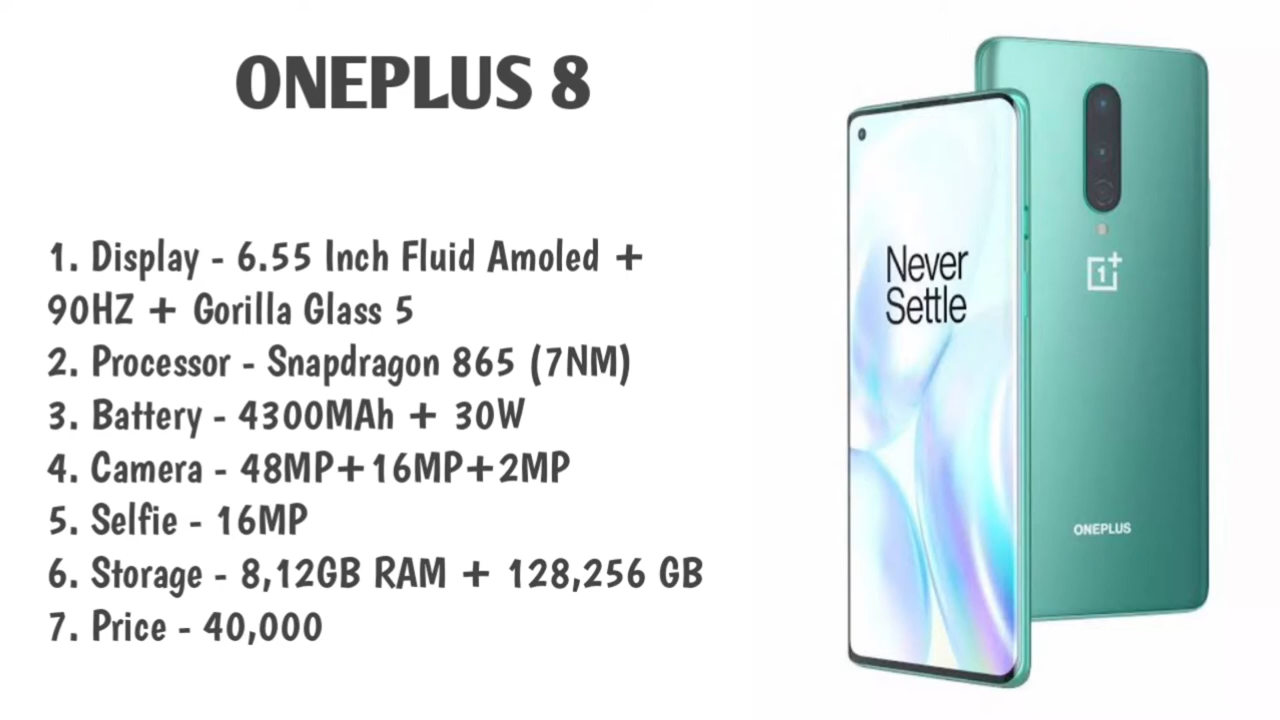 ONEPLUS 8
1. Display - 6.55 Inch Fluid Amoled +
90HZ + Gorilla Glass 5
2. Processor - Snapdragon 865 (7NM)
3. Battery - 4300MAh + 30W
4. Camera - 48MP+16MP+2MP
5. Selfie - 16MP
6. Storage - 8,12GB RAM + 128,256 GB
7. Price - 40,000
Never
Settle
1+
ONEPLUS